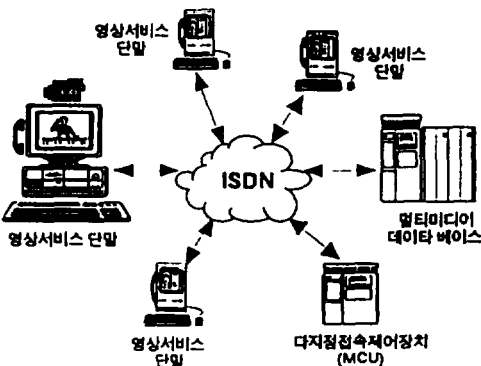 영상서비스
단말
영상서비스
단말
ISDN
영상서비스 단말
멀티미디어
데이타 베이스
영상서비스
단말
다지점접속제어장치
(MCU)